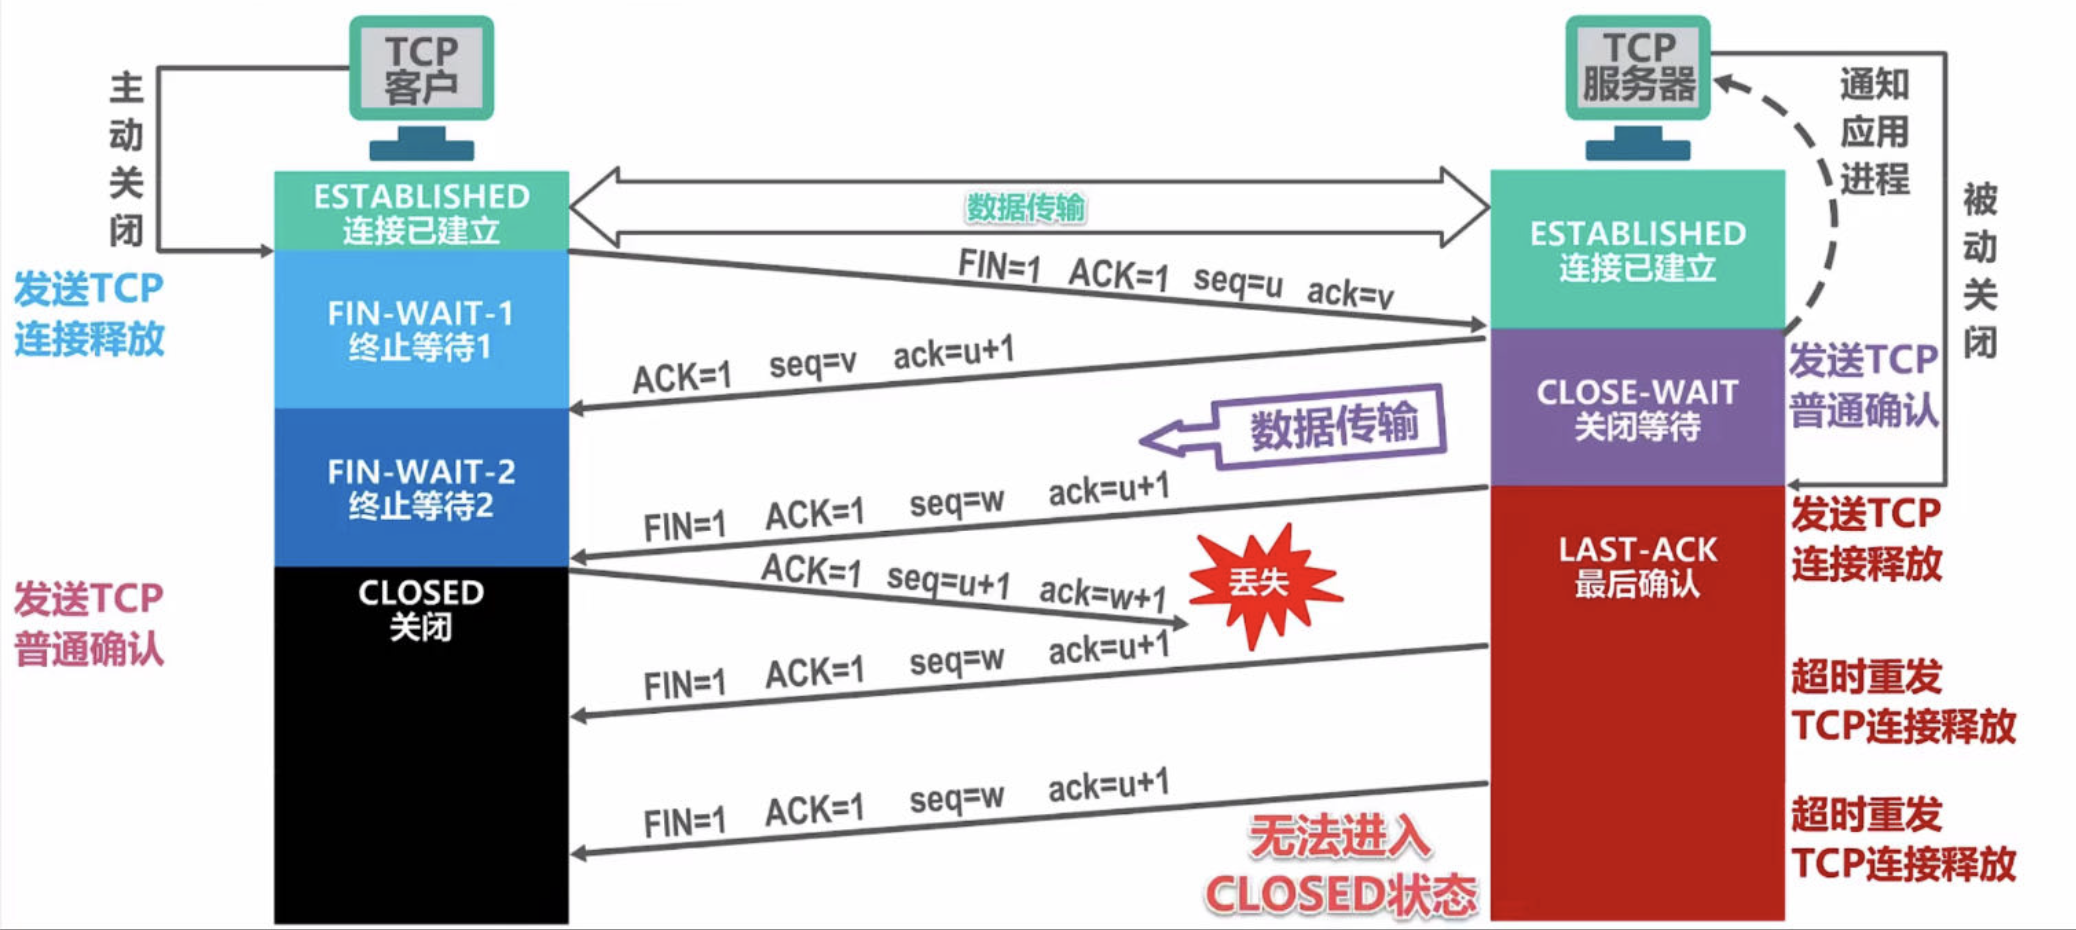 TCP
客户
TCP
服务器
主动关闭
通知
应用
进程
被动关闭
ESTABLISHED
连接已建立
数据传输
ESTABLISHED
连接已建立
FIN=1 ACK=1 seq=u ack=v
发送TCP
连接释放
FIN-WAIT-1
终止等待1
ACK=1 seq=v ack=u+1
CLOSE-WAIT
关闭等待
发送TCP
普通确认
数据传输
FIN-WAIT-2
终止等待2
FIN=1 ACK=1 seq=w ack=u+1
LAST-ACK
最后确认
发送TCP
连接释放
CLOSED
关闭
发送TCP
普通确认
ACK=1 seq=u+1 ack=w+1
丢失
FIN=1 ACK=1 seq=w ack=u+1
超时重发
TCP连接释放
FIN=1 ACK=1 seq=w ack=u+1
无法进入
CLOSED状态
超时重发
TCP连接释放